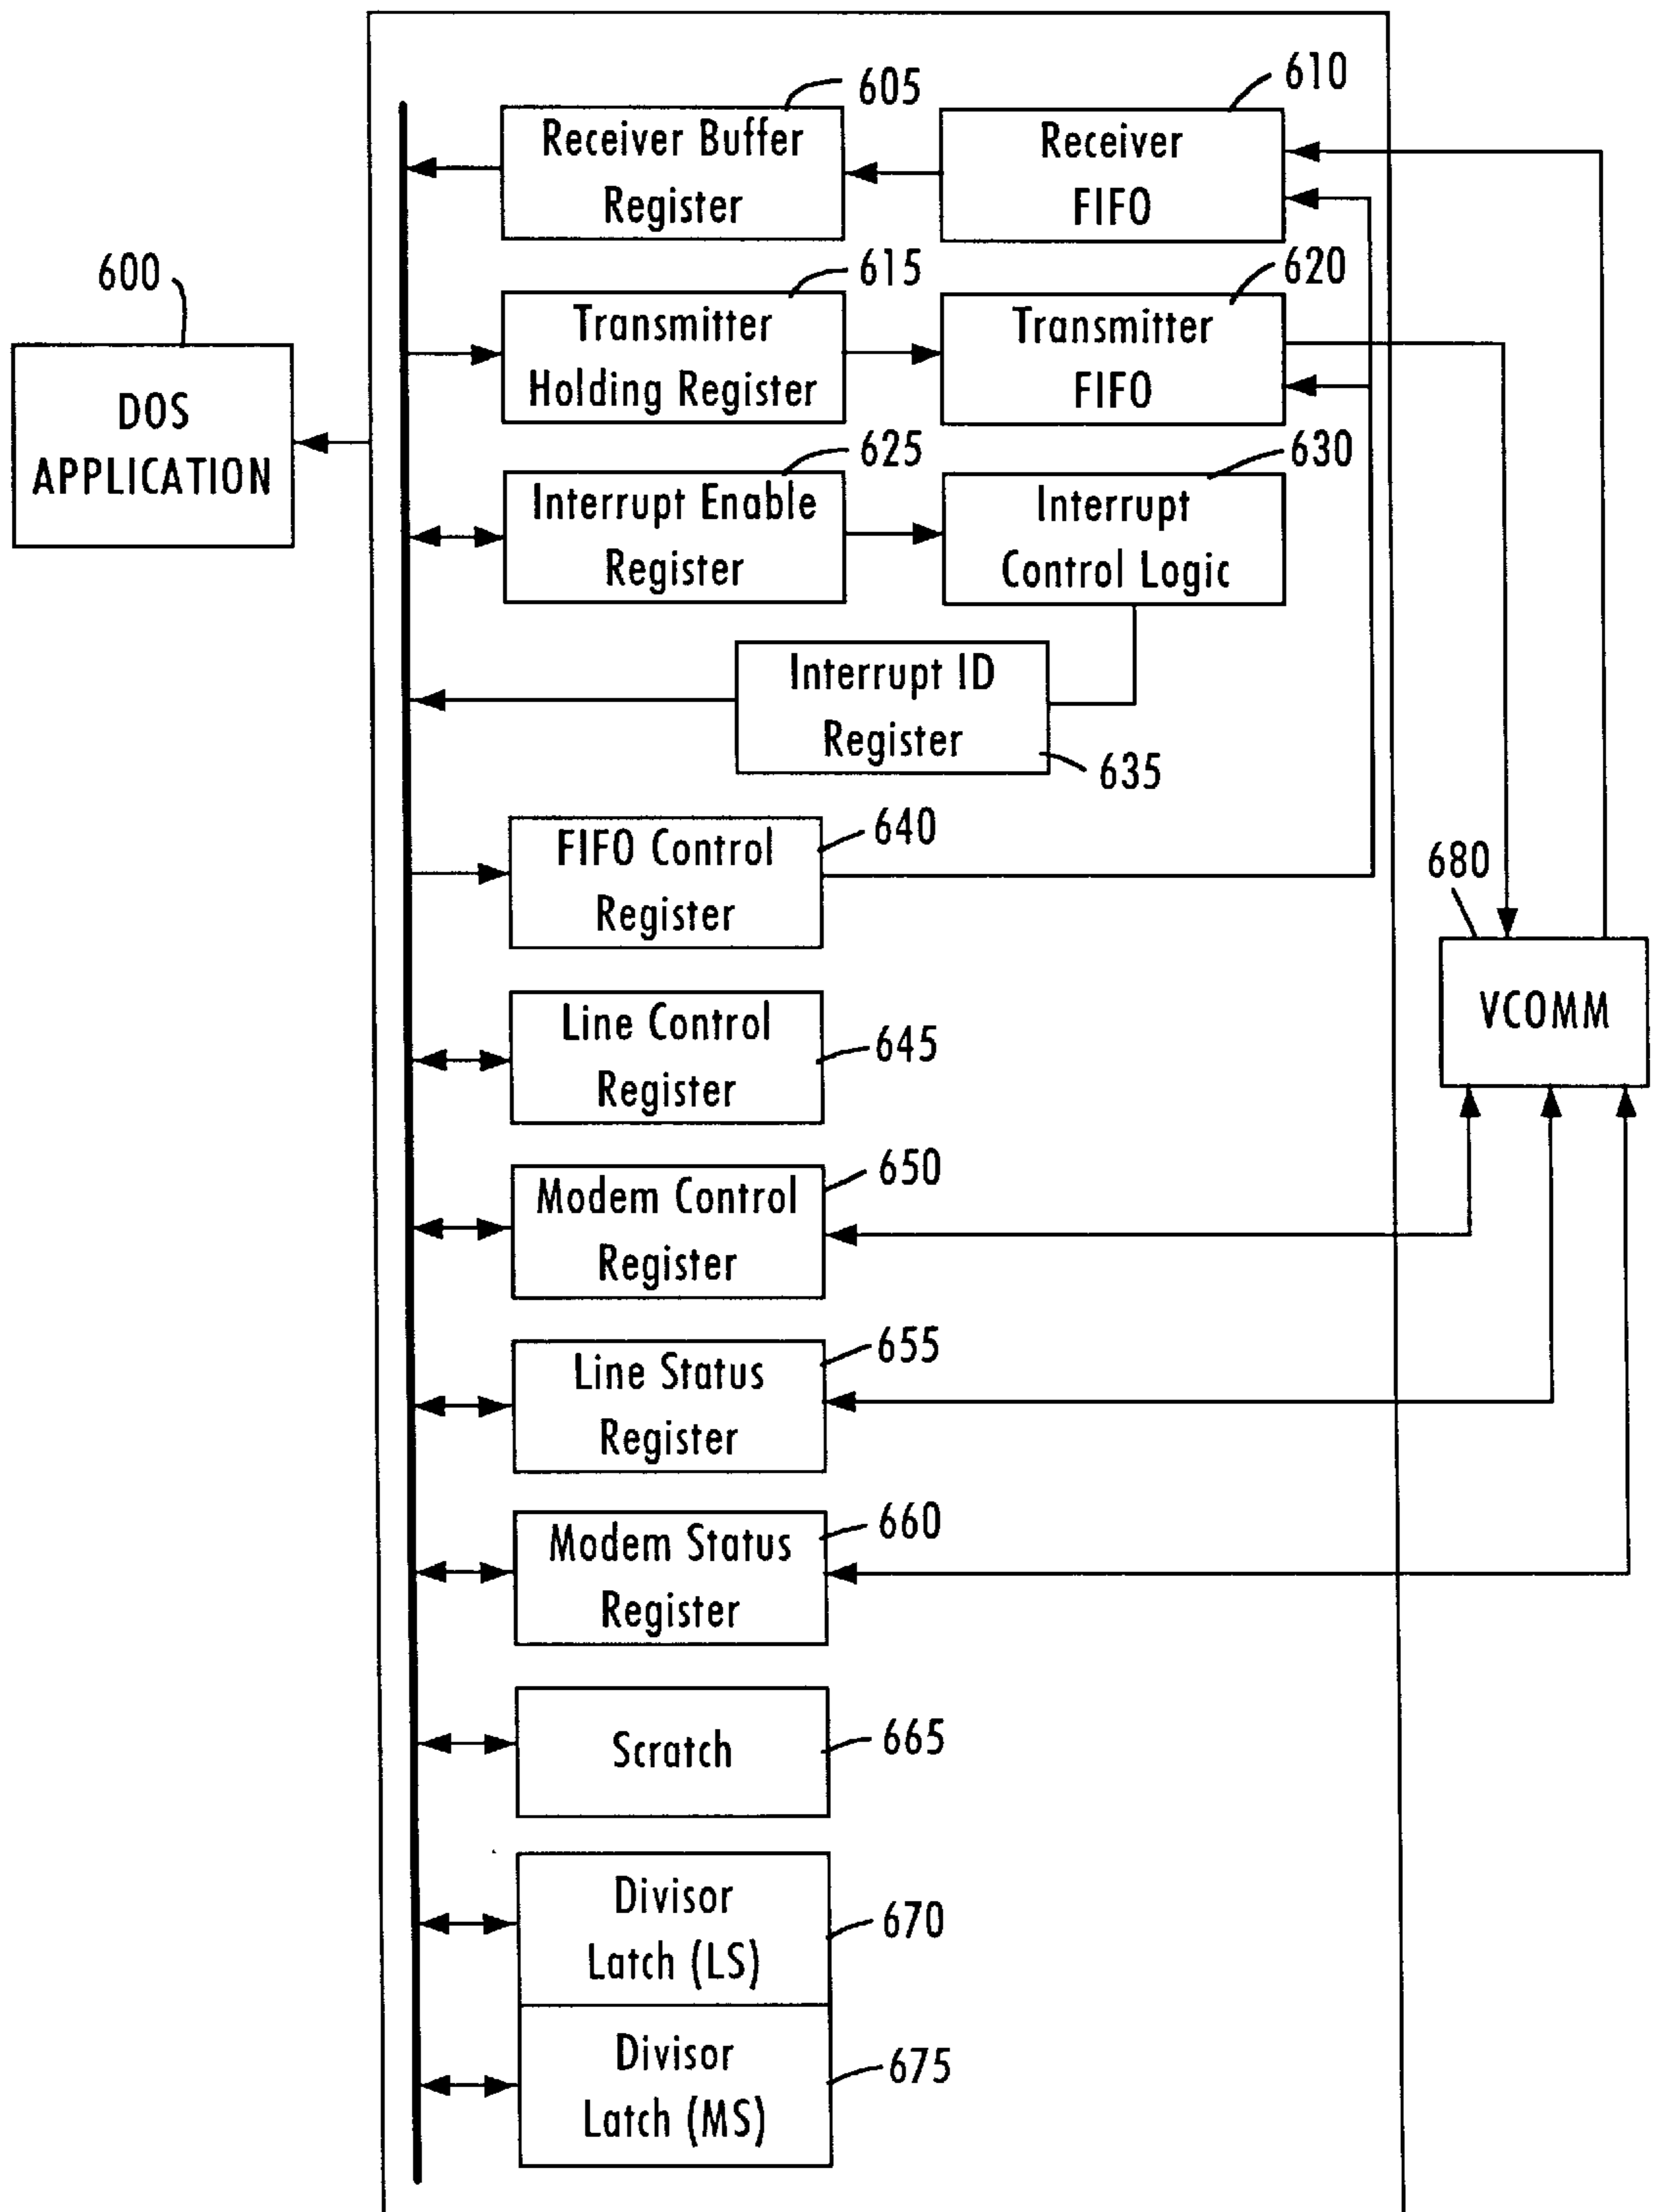 605
610
Receiver Buffer
Register
Receiver
FIFO
600
615
620
Transmitter
Holding Register
Transmitter
FIFO
DOS
APPLICATION
625
630
Interrupt Enable
Register
Interrupt
Control Logic
Interrupt ID
Register
635
FIFO Control
Register
640
680
VCOMM
Line Control
Register
645
Modem Control
Register
650
Line Status
Register
655
Modem Status
Register
660
Scratch
665
Divisor
Latch (LS)
670
Divisor
Latch (MS)
675